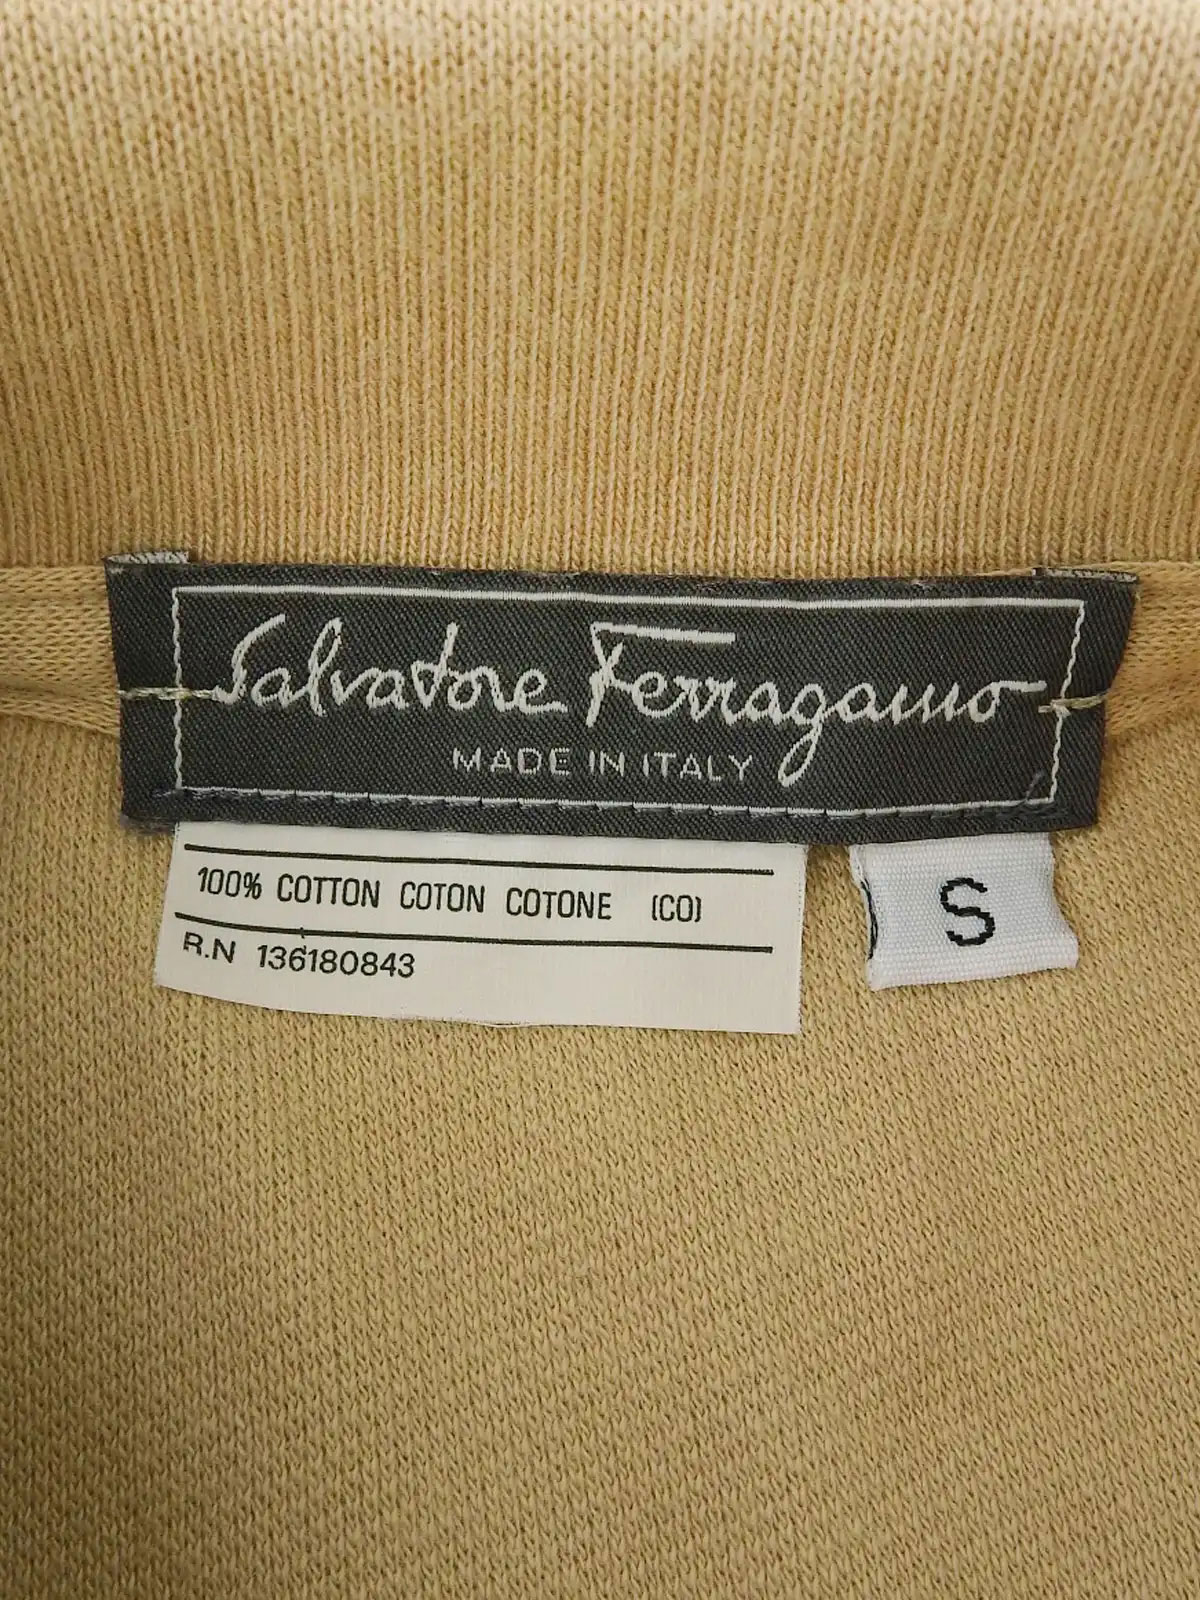 Salvatore Ferragamo
MADE IN ITALY
100% COTTON COTON COTONE (CO)
R.N 136180843
S